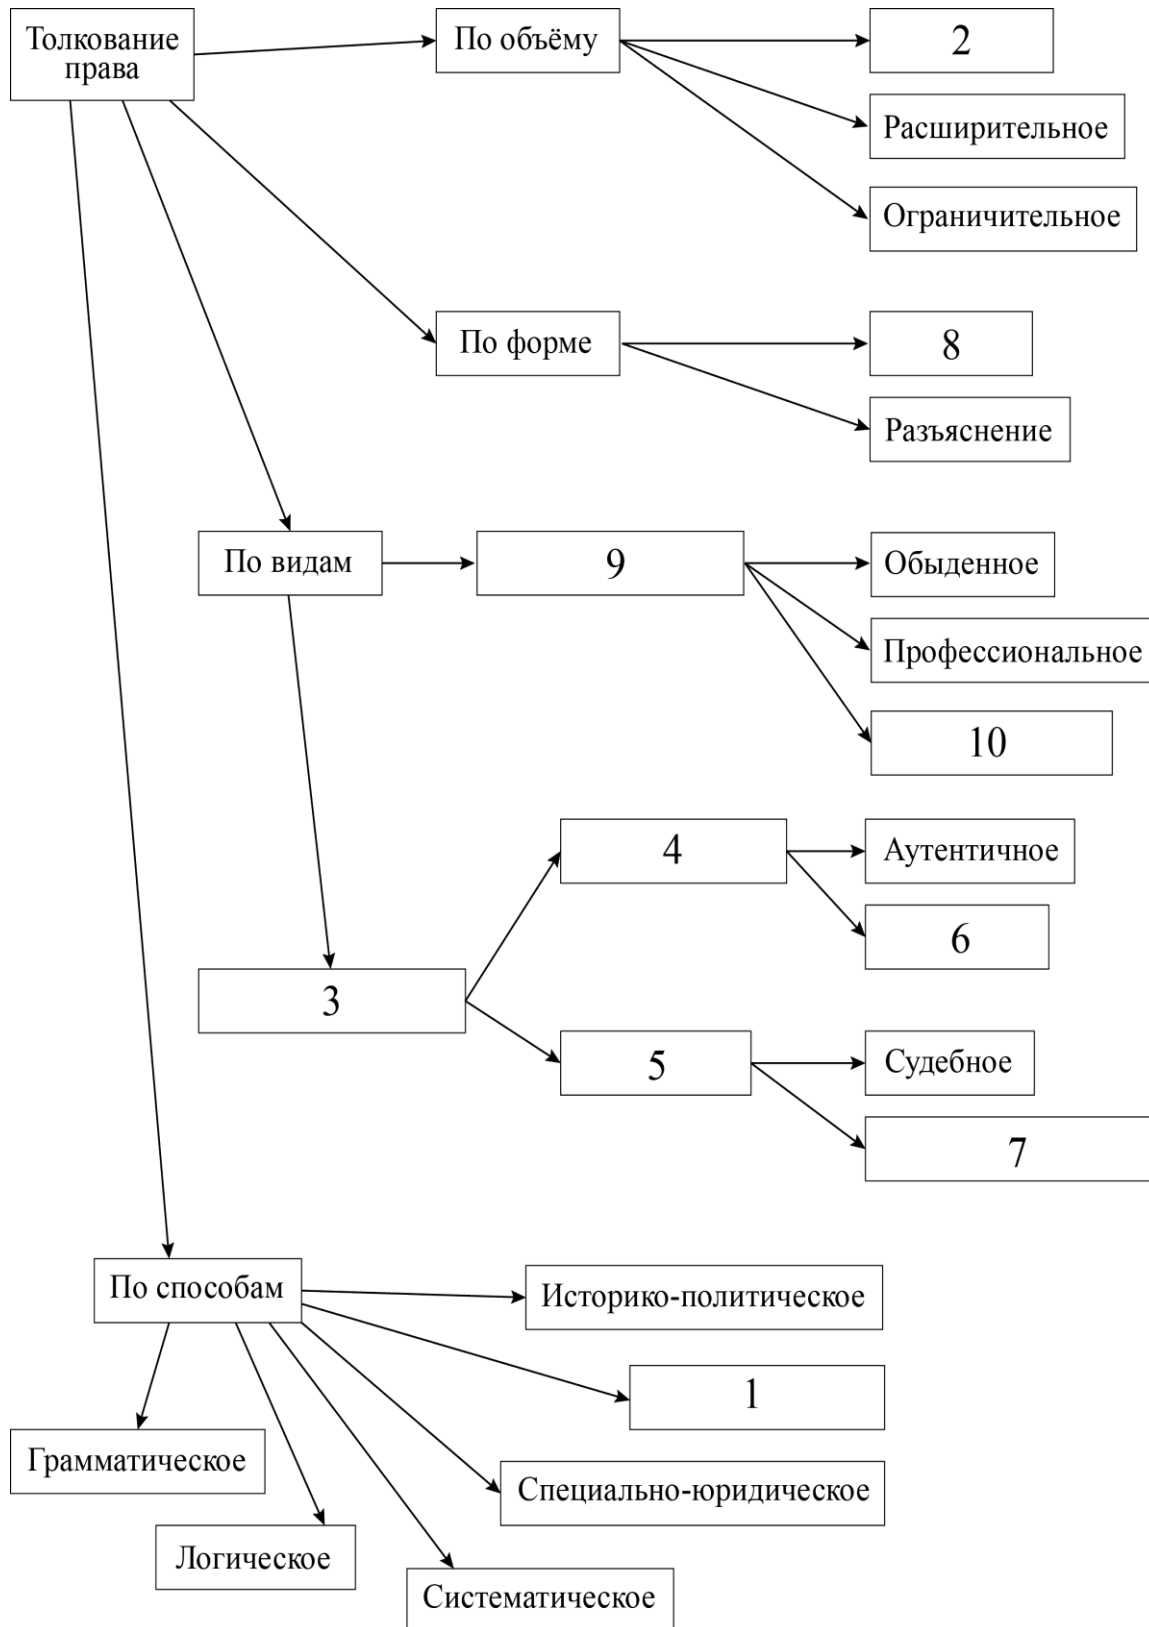 Толкование
права
По объёму
2
Расширительное
Ограничительное
По форме
8
Разъяснение
По видам
9
Обыденное
Профессиональное
10
4
Аутентичное
6
3
5
Судебное
7
По способам
Историко-политическое
1
Грамматическое
Специально-юридическое
Логическое
Систематическое